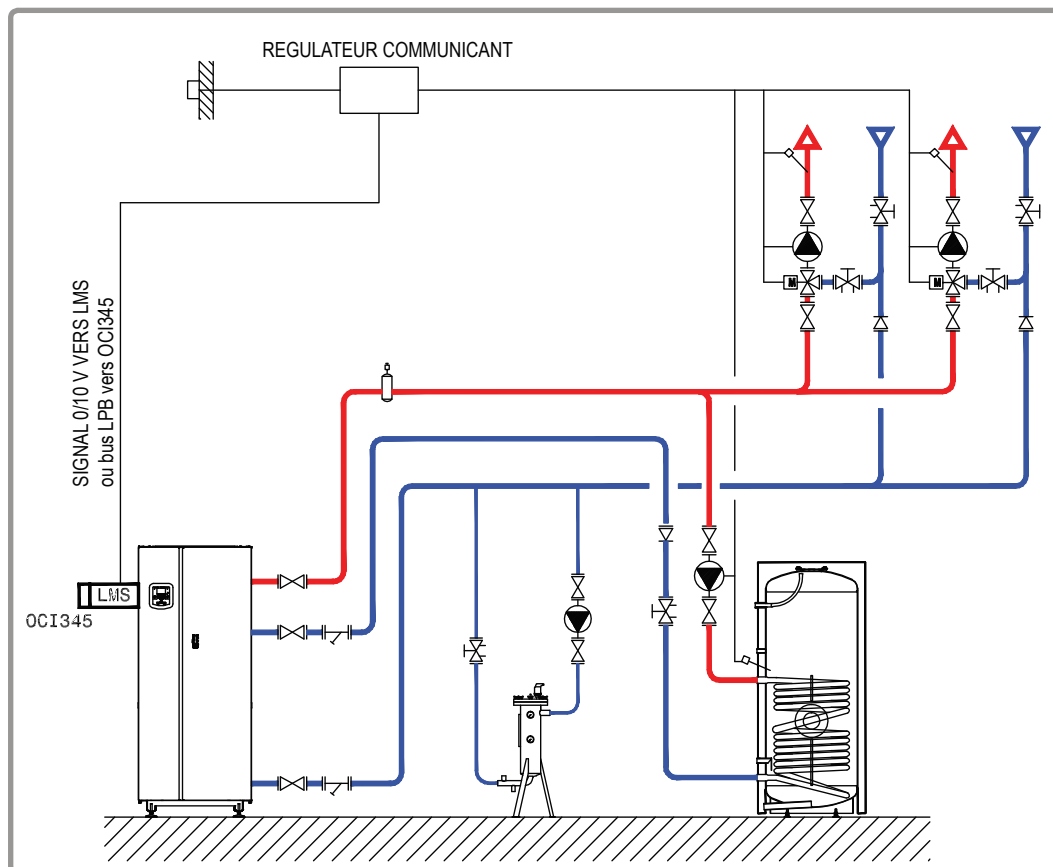 REGULATEUR COMMUNICANT
SIGNAL 0/10 V VERS LMS
ou bus LPB vers OCI345
M
M
LMS
OCI345